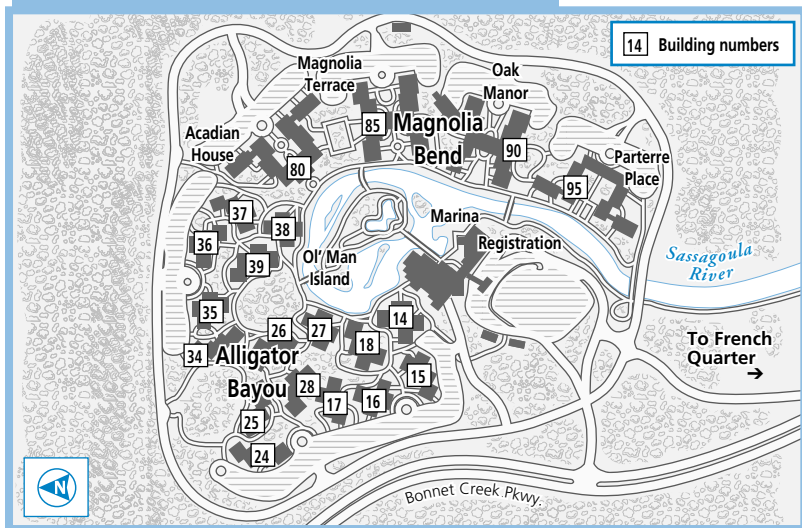 14 Building numbers
Magnolia
Terrace
Oak
Manor
Acadian
House
85
Magnolia
Bend
90
Parterre
Place
80
95
37
38
36
39
Marina
Registration
Ol' Man
Island
Sassagoula
River
35
26
27
14
18
34
Alligator
Bayou
To French
Quarter
→
28
15
17
16
25
24
N
Bonnet Creek Pkwy.